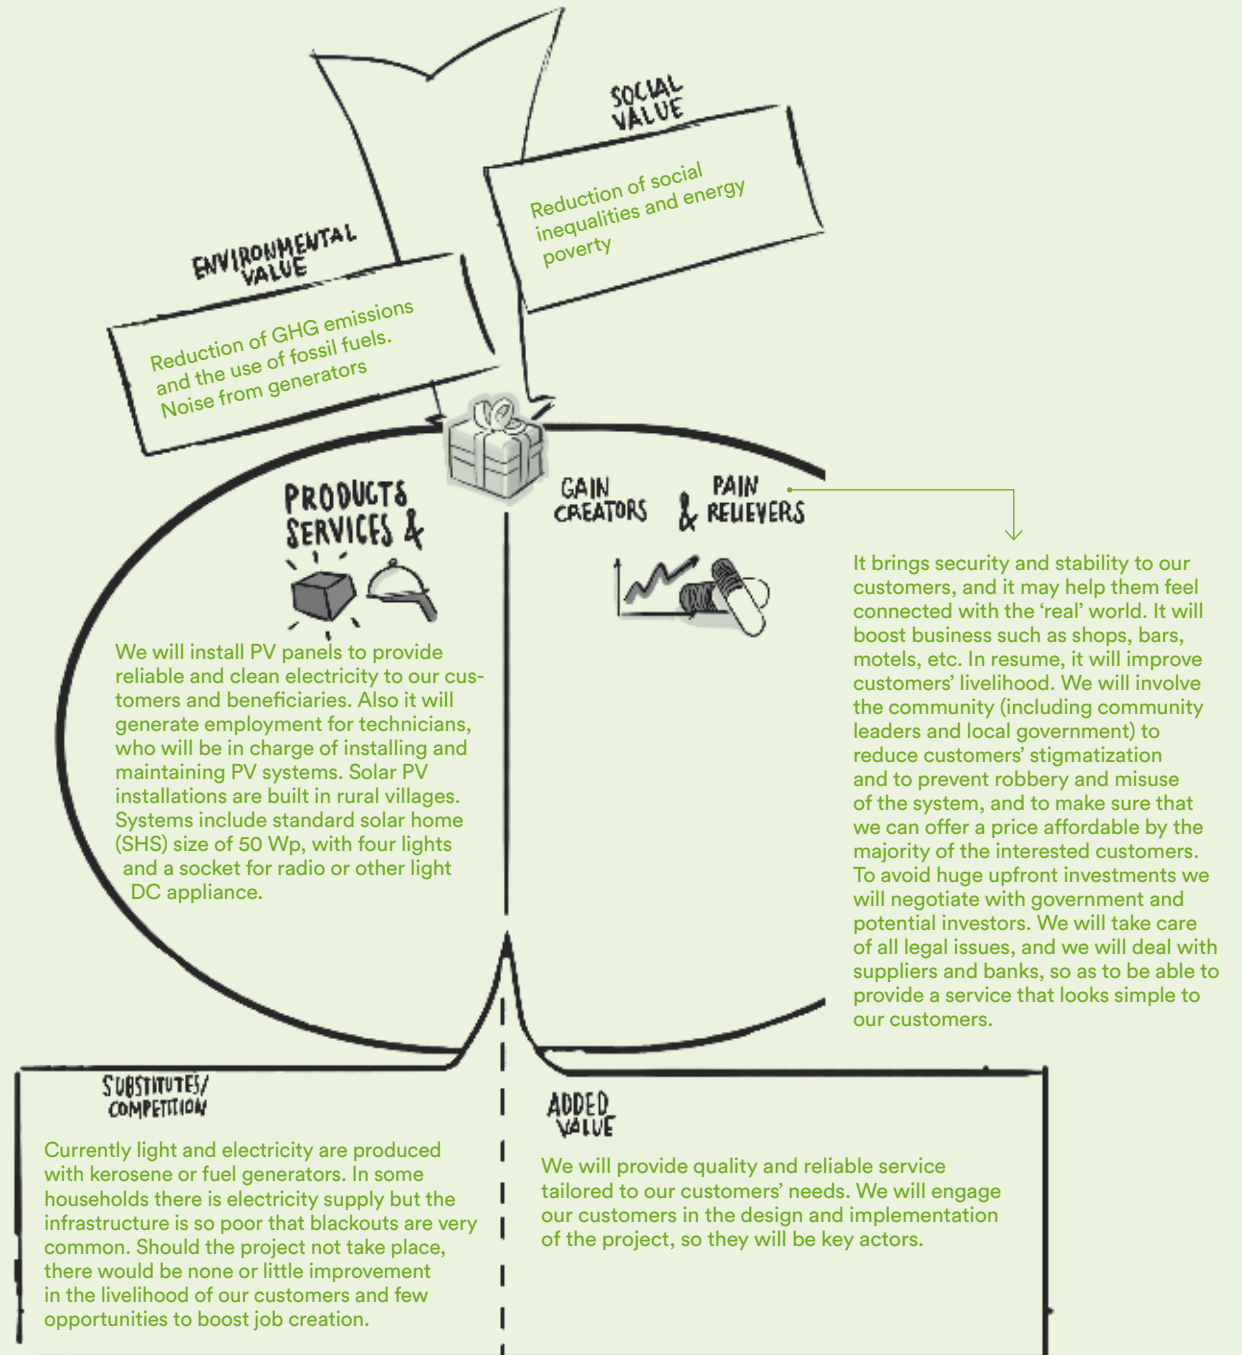 SOCIAL
VALUE
Reduction of social
inequalities and energy
poverty
ENVIRONMENTAL
VALUE
Reduction of GHG emissions
and the use of fossil fuels.
Noise from generators
PRODUCTS
SERVICES &
We will install PV panels to provide
reliable and clean electricity to our cus-
tomers and beneficiaries. Also it will
generate employment for technicians,
who will be in charge of installing and
maintaining PV systems. Solar PV
installations are built in rural villages.
Systems include standard solar home
(SHS) size of 50 Wp, with four lights
and a socket for radio or other light
DC appliance.
GAIN
CREATORS
&
PAIN
RELIEVERS
It brings security and stability to our
customers, and it may help them feel
connected with the ‘real’ world. It will
boost business such as shops, bars,
motels, etc. In resume, it will improve
customers’ livelihood. We will involve
the community (including community
leaders and local government) to
reduce customers’ stigmatization
and to prevent robbery and misuse
of the system, and to make sure that
we can offer a price affordable by the
majority of the interested customers.
To avoid huge upfront investments we
will negotiate with government and
potential investors. We will take care
of all legal issues, and we will deal with
suppliers and banks, so as to be able to
provide a service that looks simple to
our customers.
SUBSTITUTES/
COMPETITION
Currently light and electricity are produced
with kerosene or fuel generators. In some
households there is electricity supply but the
infrastructure is so poor that blackouts are very
common. Should the project not take place,
there would be none or little improvement
in the livelihood of our customers and few
opportunities to boost job creation.
ADDED
VALUE
We will provide quality and reliable service
tailored to our customers’ needs. We will engage
our customers in the design and implementation
of the project, so they will be key actors.